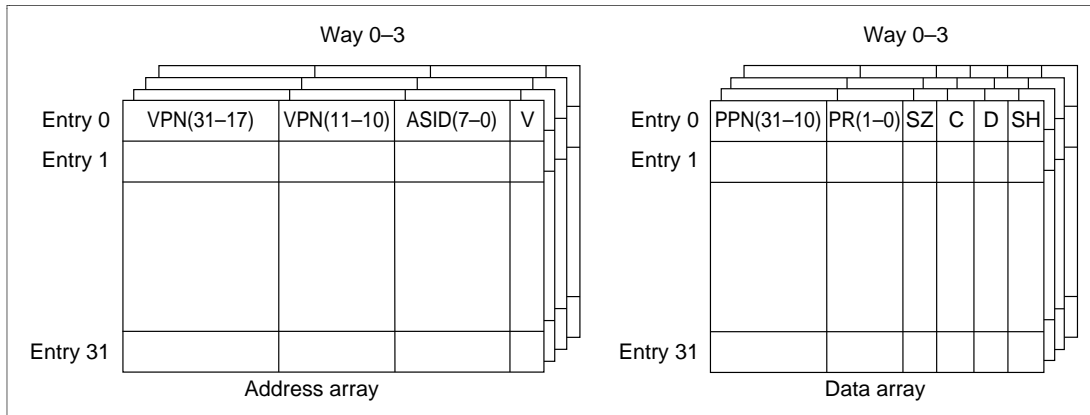 Way 0–3
Way 0–3
Entry 0 VPN(31–17) VPN(11–10) ASID(7–0) V
Entry 0 PPN(31–10) PR(1–0) SZ C D SH
Entry 1
Entry 1
Entry 31
Entry 31
Address array
Data array